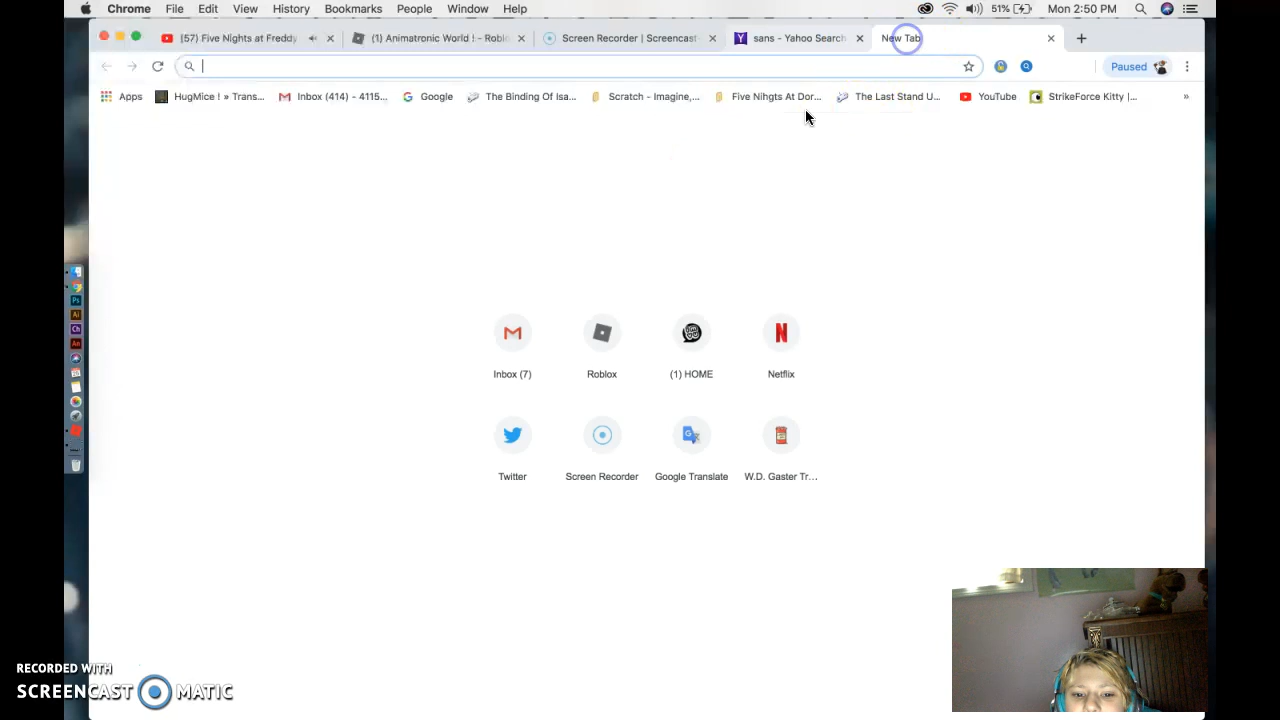 Chrome File Edit View History Bookmarks People Window Help 51% Mon 2:50 PM
(57) Five Nights at Freddy (1) Animatronic World ! - Roblo Screen Recorder | Screencast- sans - Yahoo Search New Tab
Paused
Apps HugMice ! » Trans... Inbox (414) - 4115... Google The Binding Of Isa... Scratch - Imagine,... Five Nihgts At Dor... The Last Stand U... YouTube StrikeForce Kitty |... »
Inbox (7) Roblox (1) HOME Netflix
Twitter Screen Recorder Google Translate W.D. Gaster Tr...
RECORDED WITH
SCREENCAST MATIC